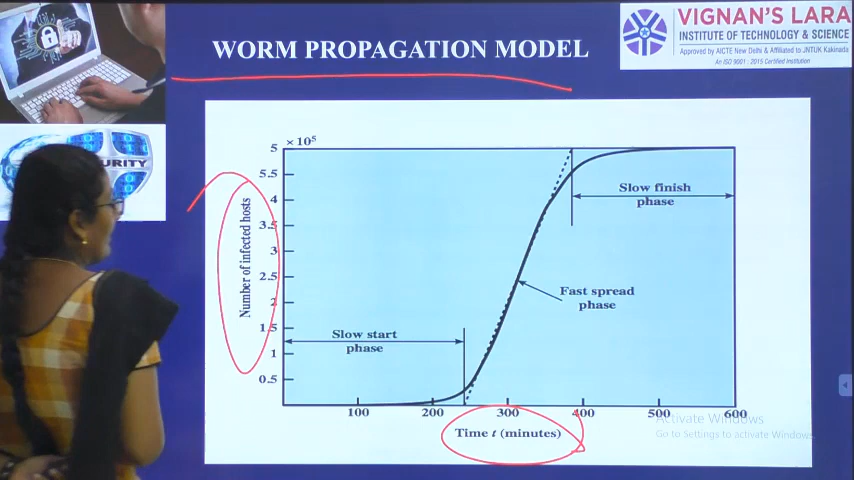 WORM PROPAGATION MODEL
VIGNAN'S LARA
INSTITUTE OF TECHNOLOGY & SCIENCE
Approved by AICTE New Delhi & Affiliated to JNTUK Kakinada
An ISO 9001 : 2015 Certified Institution
URITY
× 10⁵
5
5.5
4
3.5
3
2.5
2
1.5
1
0.5
Number of infected hosts
Slow start
phase
Fast spread
phase
Slow finish
phase
100 200 300 400 500 600
Time t (minutes)
Activate Windows
Go to Settings to activate Windows.